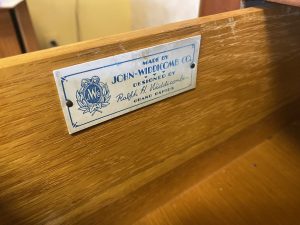 MADE BY
JOHN-WIDDICOMB CO.
DESIGNED BY
Ralph H. Widdicomb
GRAND RAPIDS